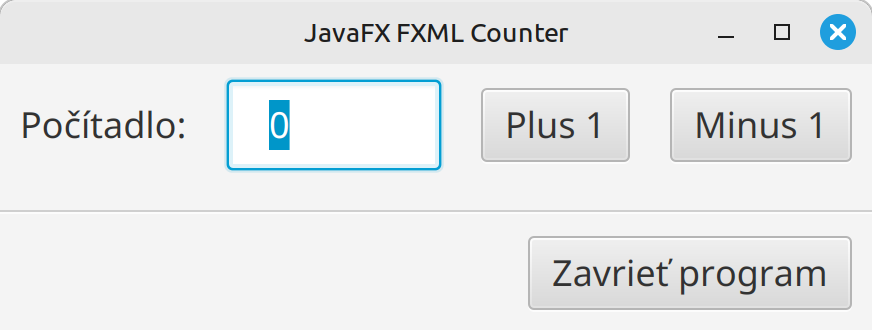 JavaFX FXML Counter
Počítadlo: 0 Plus 1 Minus 1
Zavrieť program